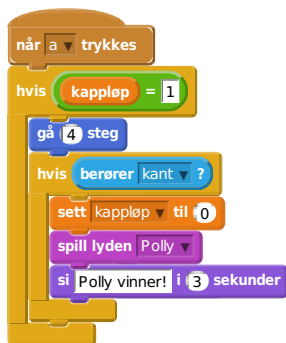 når a trykkes
hvis kappløp = 1
gå 4 steg
hvis berører kant ?
sett kappløp til 0
spill lyden Polly
si Polly vinner! i 3 sekunder